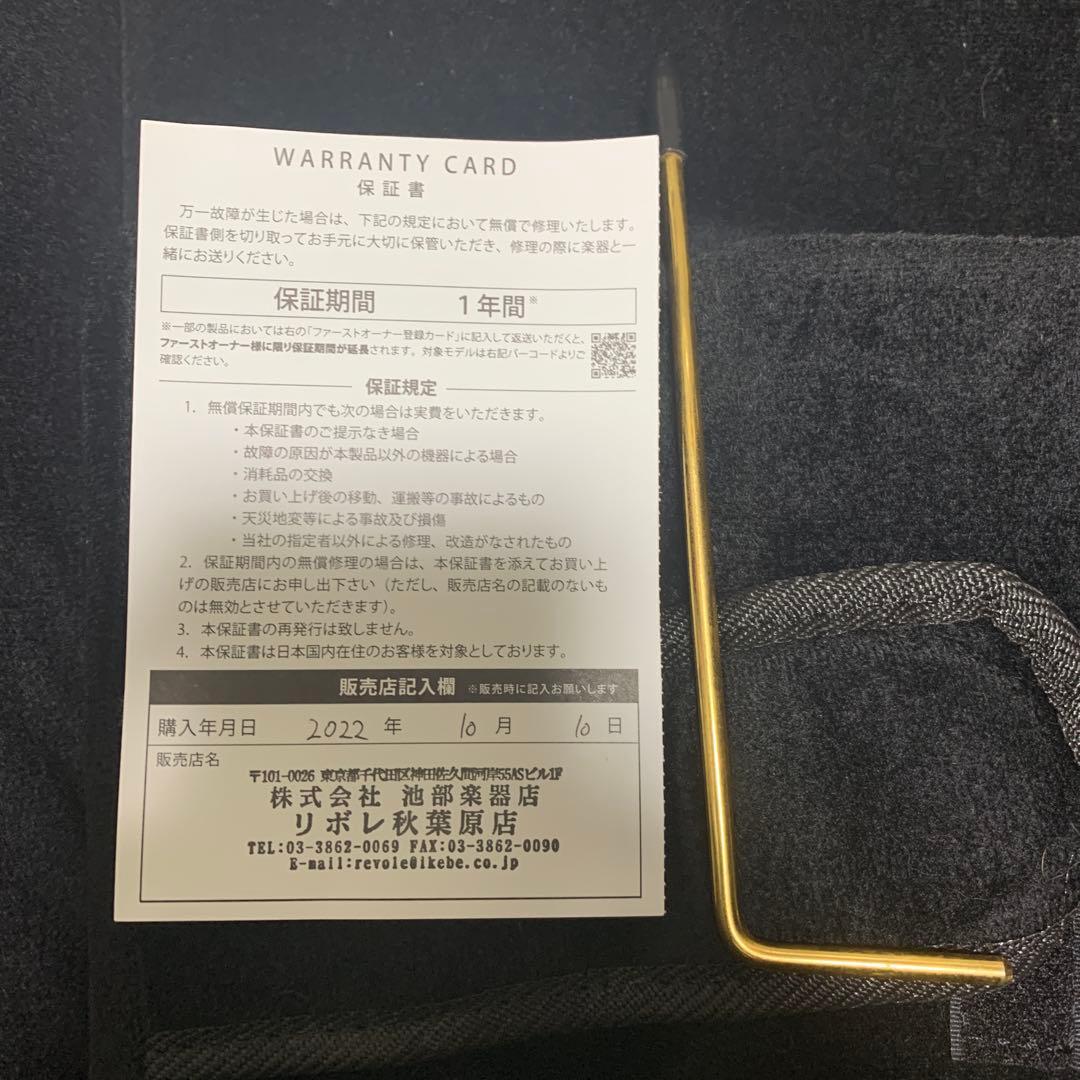 WARRANTY CARD
保証書
万一故障が生じた場合は、下記の規定において無償で修理いたします。
保証書側を切り取ってお手元に大切に保管いただき、修理の際に楽器と一
緒にお送りください。
保証期間 1年間※
※一部の製品においては右の「ファーストオーナー登録カード」に記入して返送いただくと、
ファーストオーナー様に限り保証期間が延長されます。対象モデルは右記バーコードよりご
確認ください。
保証規定
1. 無償保証期間内でも次の場合は実費をいただきます。
・本保証書のご提示なき場合
・故障の原因が本製品以外の機器による場合
・消耗品の交換
・お買い上げ後の移動、運搬等の事故によるもの
・天災地変等による事故及び損傷
・当社の指定者以外による修理、改造がなされたもの
2. 保証期間内の無償修理の場合は、本保証書を添えてお買い上
げの販売店にお申し出下さい（ただし、販売店名の記載のないも
のは無効とさせていただきます）。
3. 本保証書の再発行は致しません。
4. 本保証書は日本国内在住のお客様を対象としております。
販売店記入欄 ※販売時に記入お願いします
購入年月日 2022 年 10 月 10 日
販売店名
〒101-0026 東京都千代田区神田佐久間河岸55ASビル1F
株式会社 池部楽器店
リボレ秋葉原店
TEL:03-3862-0069 FAX:03-3862-0090
E-mail:revole@ikebe.co.jp